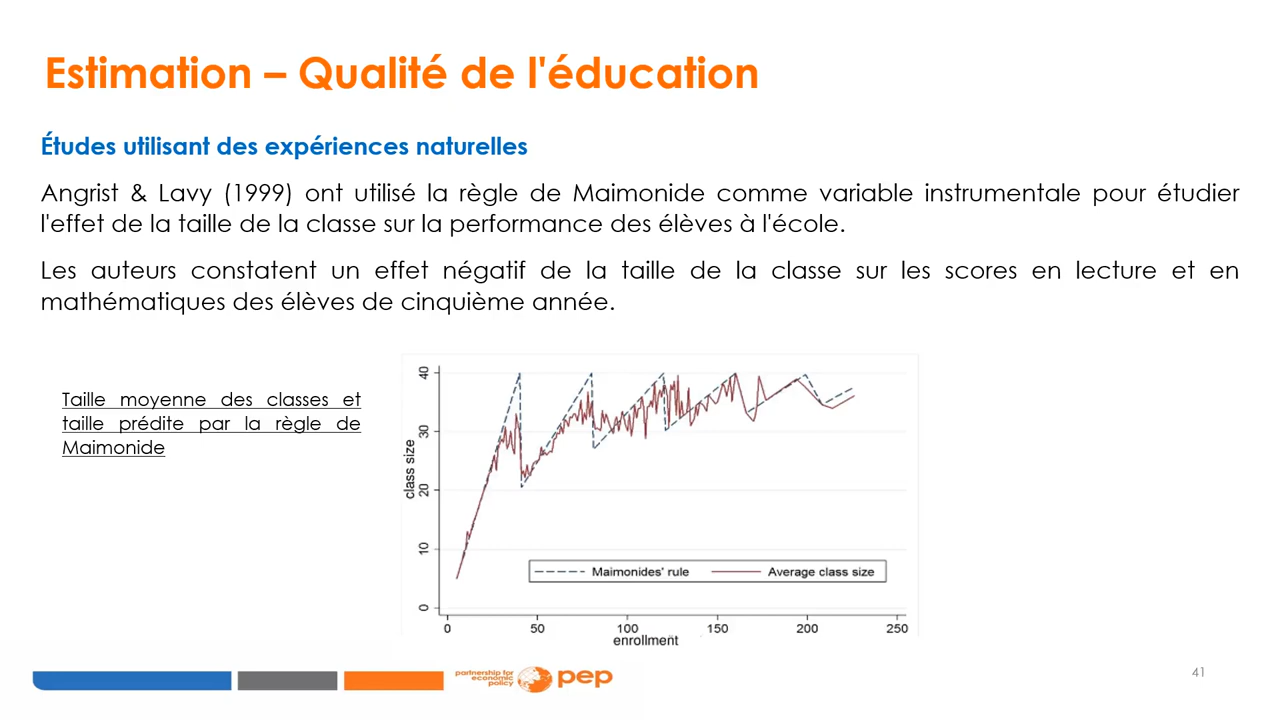 Estimation – Qualité de l'éducation
Études utilisant des expériences naturelles
Angrist & Lavy (1999) ont utilisé la règle de Maimonide comme variable instrumentale pour étudier
l'effet de la taille de la classe sur la performance des élèves à l'école.
Les auteurs constatent un effet négatif de la taille de la classe sur les scores en lecture et en
mathématiques des élèves de cinquième année.
Taille moyenne des classes et
taille prédite par la règle de
Maimonide
class size
40
30
20
10
0
Maimonides' rule
Average class size
0 50 100 150 200 250
enrollment
partnership for
economic
policy
pep
41